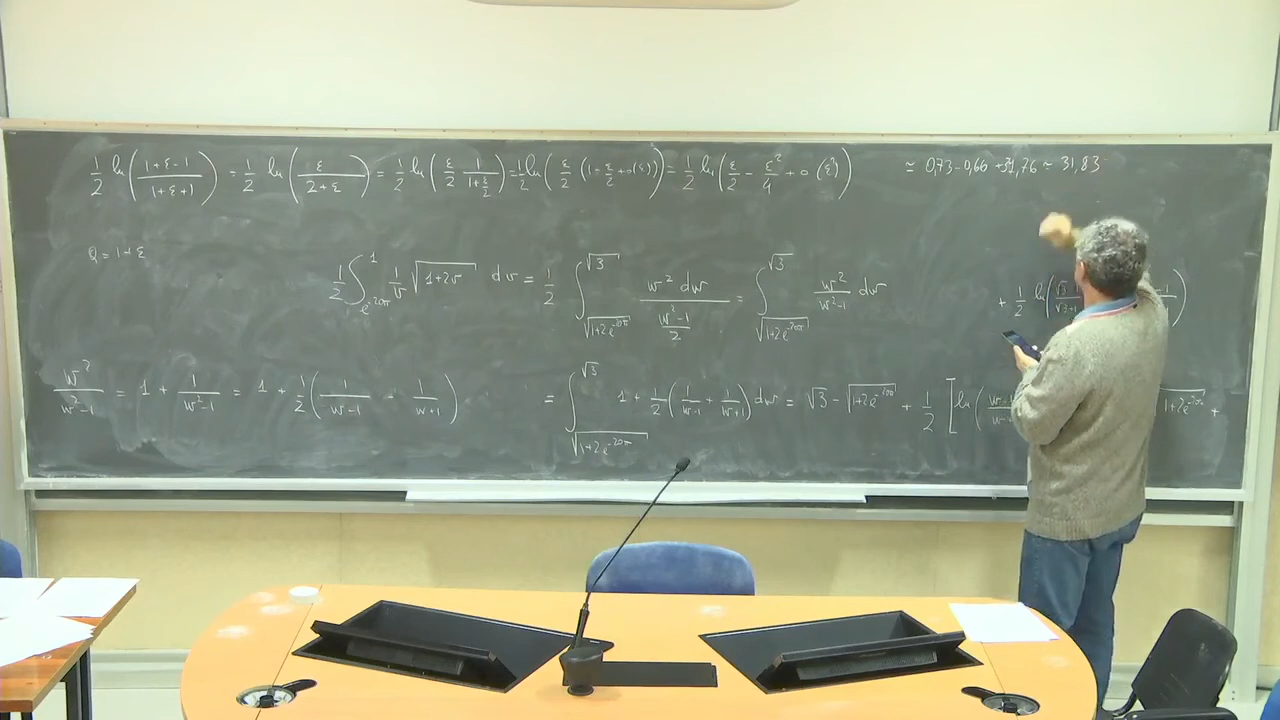 1/2 ln((1+ε-1)/(1+ε+1)) = 1/2 ln(ε/(2+ε)) = 1/2 ln(ε/2 1/(1+ε/2)) = 1/2 ln(ε/2 (1-ε/2+o(ε))) = 1/2 ln(ε/2 - ε²/4 + o(ε²))
≃ 0,73-0,66+31,76 ≃ 31,83
Q = 1+ε
1/2 ∫_{e^{-20π}}^{1} 1/v √(1+2v) dv = 1/2 ∫_{√(1+2e^{-20π})}^{√3} w² dw/((w²-1)/2) = ∫_{√(1+2e^{-20π})}^{√3} w²/(w²-1) dw
+ 1/2 ln(
w²/(w²-1) = 1 + 1/(w²-1) = 1 + 1/2(1/(w-1) - 1/(w+1))
= ∫_{√(1+2e^{-20π})}^{√3} 1 + 1/2(1/(w-1) + 1/(w+1)) dw = √3 - √(1+2e^{-20π}) + 1/2 [ln(